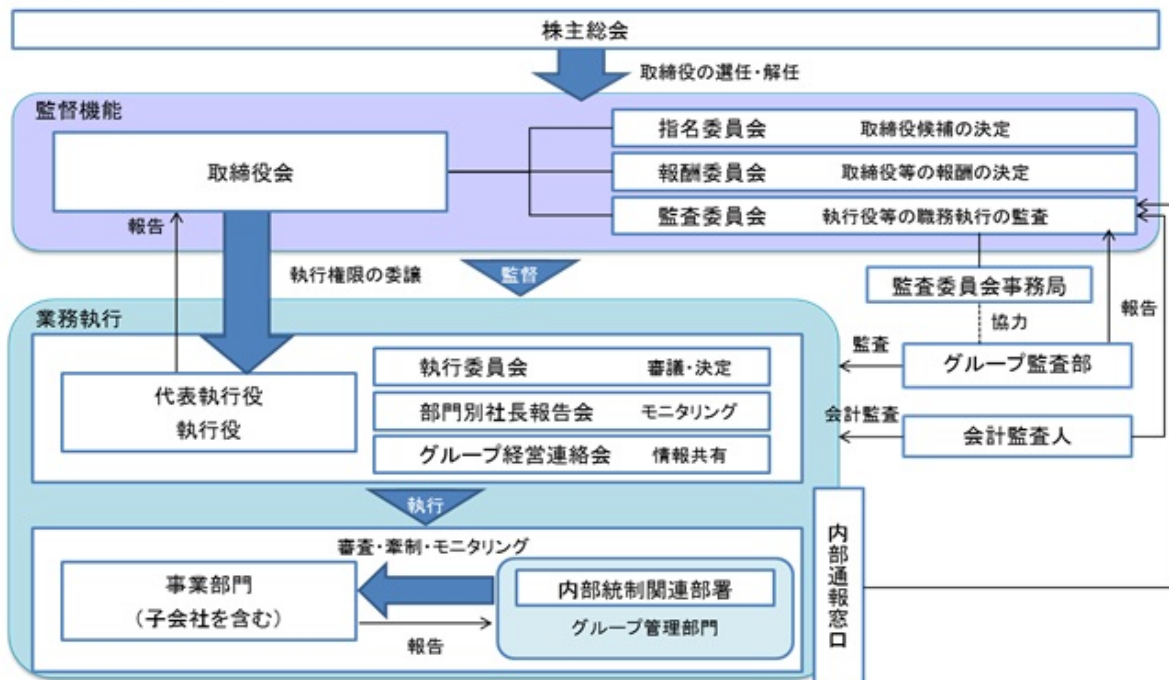 株主総会
取締役の選任・解任
監督機能
取締役会
指名委員会 取締役候補の決定
報酬委員会 取締役等の報酬の決定
監査委員会 執行役等の職務執行の監査
報告
執行権限の委譲
監督
監査委員会事務局
協力
報告
業務執行
代表執行役
執行役
執行委員会 審議・決定
部門別社長報告会 モニタリング
グループ経営連絡会 情報共有
監査
グループ監査部
会計監査
会計監査人
執行
審査・牽制・モニタリング
事業部門
(子会社を含む)
報告
内部統制関連部署
グループ管理部門
内部通報窓口